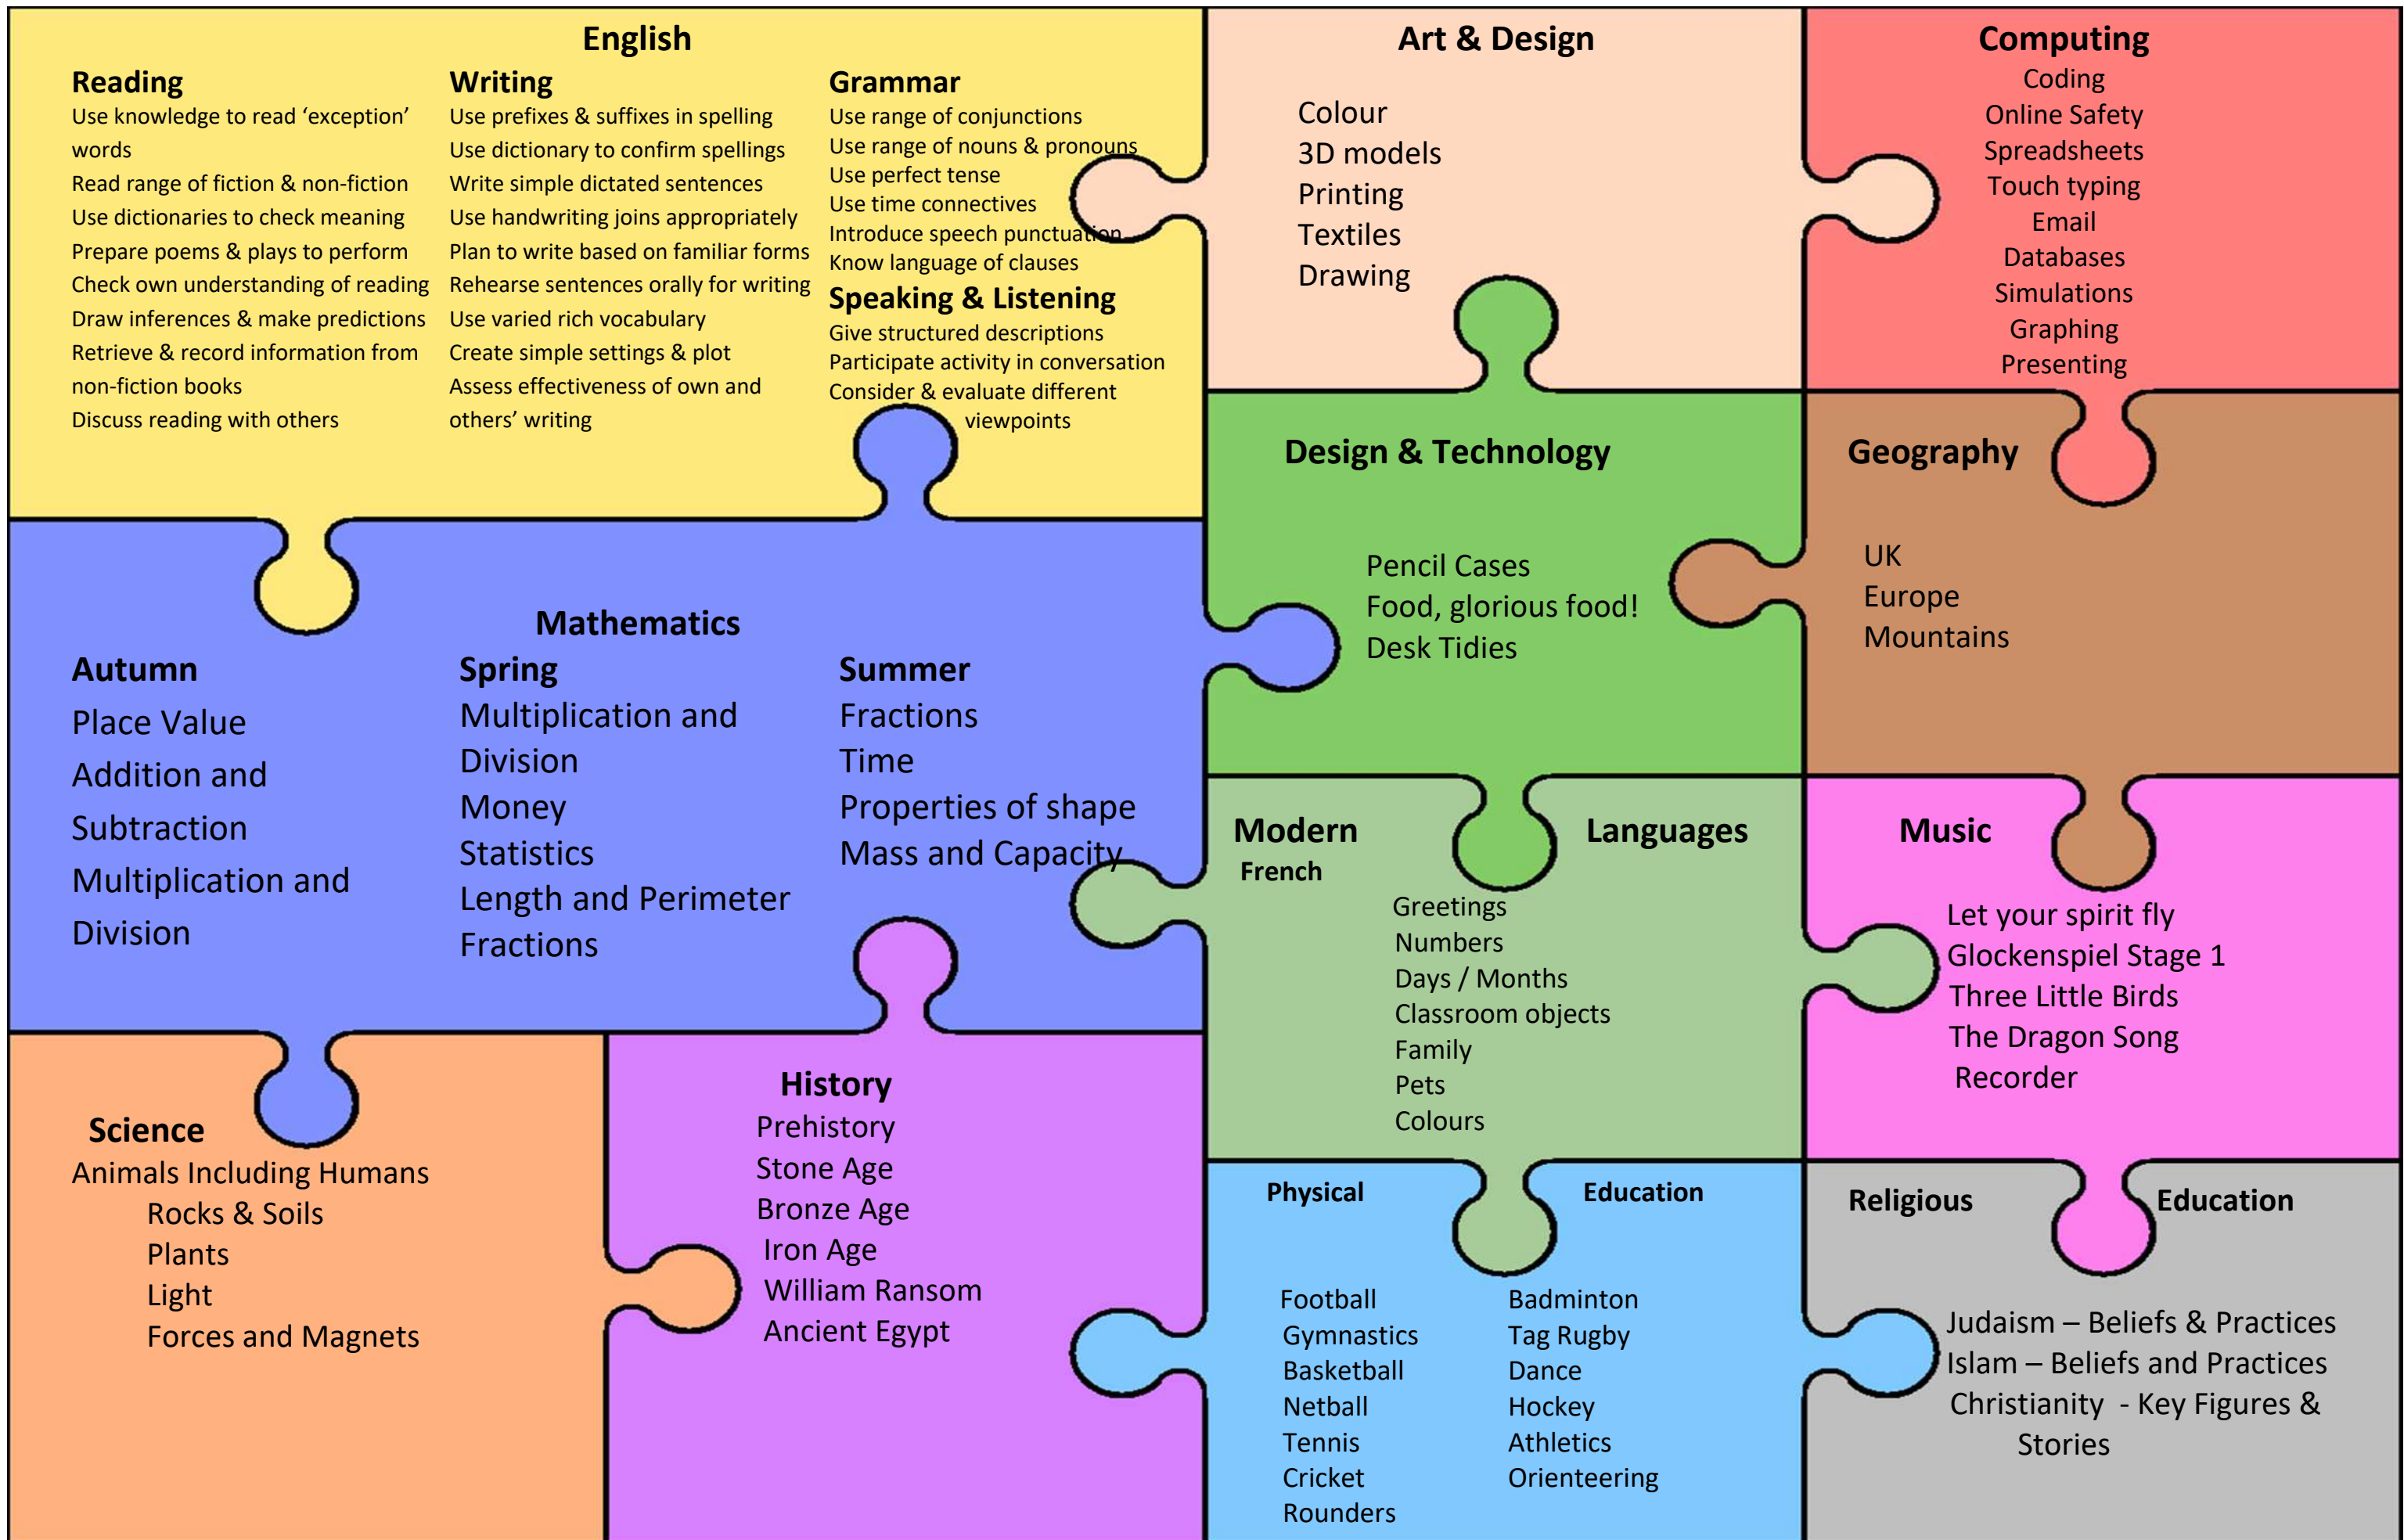 English
Reading
Use knowledge to read ‘exception’
words
Read range of fiction & non-fiction
Use dictionaries to check meaning
Prepare poems & plays to perform
Check own understanding of reading
Draw inferences & make predictions
Retrieve & record information from
non-fiction books
Discuss reading with others
Writing
Use prefixes & suffixes in spelling
Use dictionary to confirm spellings
Write simple dictated sentences
Use handwriting joins appropriately
Plan to write based on familiar forms
Rehearse sentences orally for writing
Use varied rich vocabulary
Create simple settings & plot
Assess effectiveness of own and
others’ writing
Grammar
Use range of conjunctions
Use range of nouns & pronouns
Use perfect tense
Use time connectives
Introduce speech punctuation
Know language of clauses
Speaking & Listening
Give structured descriptions
Participate activity in conversation
Consider & evaluate different
viewpoints
Art & Design
Colour
3D models
Printing
Textiles
Drawing
Computing
Coding
Online Safety
Spreadsheets
Touch typing
Email
Databases
Simulations
Graphing
Presenting
Design & Technology
Pencil Cases
Food, glorious food!
Desk Tidies
Geography
UK
Europe
Mountains
Mathematics
Autumn
Place Value
Addition and
Subtraction
Multiplication and
Division
Spring
Multiplication and
Division
Money
Statistics
Length and Perimeter
Fractions
Summer
Fractions
Time
Properties of shape
Mass and Capacity
Modern Languages
French
Greetings
Numbers
Days / Months
Classroom objects
Family
Pets
Colours
Music
Let your spirit fly
Glockenspiel Stage 1
Three Little Birds
The Dragon Song
Recorder
Science
Animals Including Humans
Rocks & Soils
Plants
Light
Forces and Magnets
History
Prehistory
Stone Age
Bronze Age
Iron Age
William Ransom
Ancient Egypt
Physical Education
Football
Gymnastics
Basketball
Netball
Tennis
Cricket
Rounders
Badminton
Tag Rugby
Dance
Hockey
Athletics
Orienteering
Religious Education
Judaism – Beliefs & Practices
Islam – Beliefs and Practices
Christianity - Key Figures &
Stories